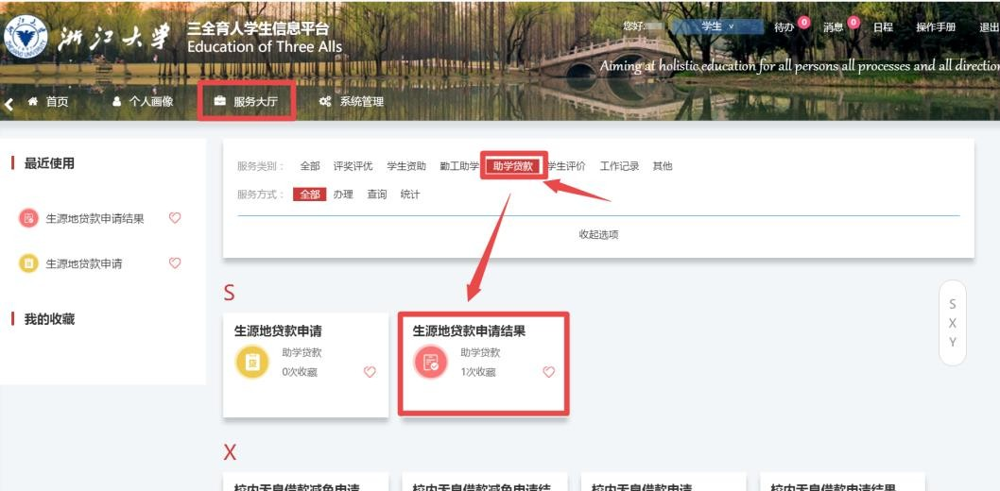 浙江大学
三全育人学生信息平台
Education of Three Alls
您好
学生
待办 0
消息 0
日程
操作手册
退出
Aiming at holistic education for all persons all processes and all direction
首页
个人画像
服务大厅
系统管理
最近使用
生源地贷款申请结果
生源地贷款申请
我的收藏
服务类别： 全部 评奖评优 学生资助 勤工助学 助学贷款 学生评价 工作记录 其他
服务方式： 全部 办理 查询 统计
收起选项
S
生源地贷款申请
助学贷款
0次收藏
生源地贷款申请结果
助学贷款
1次收藏
S
X
Y
X
校内无息借款减免申请
校内无息借款减免申请结
校内无息借款申请
校内无息借款申请结果